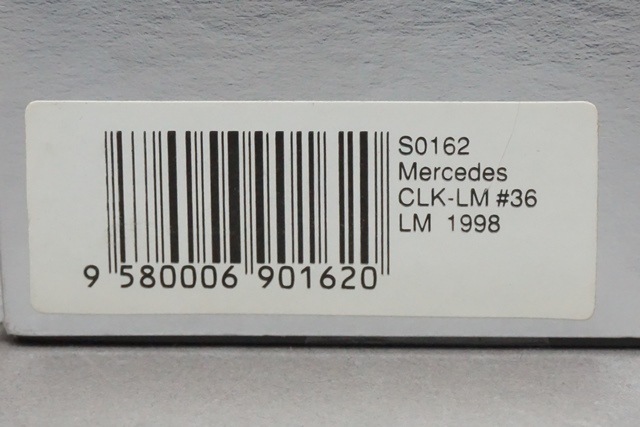 S0162
Mercedes
CLK-LM #36
LM 1998
9 580006 901620